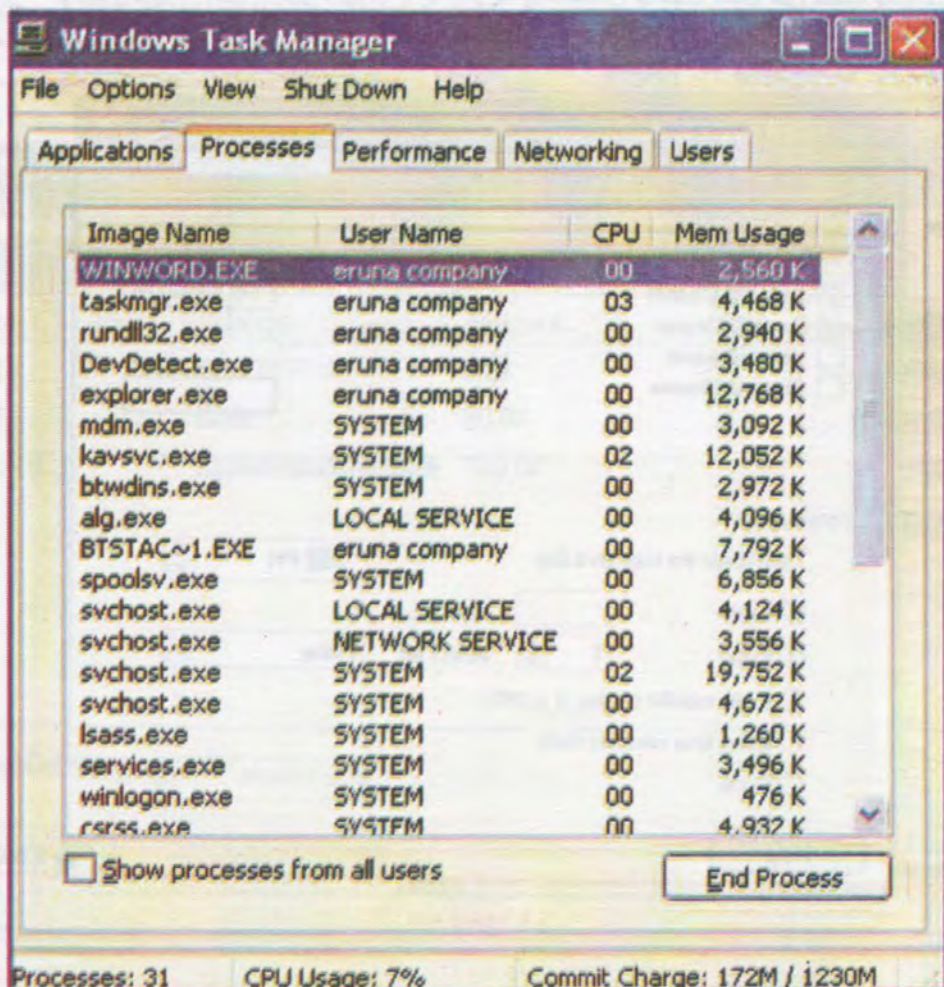 Windows Task Manager
File Options View Shut Down Help
Applications Processes Performance Networking Users
Image Name User Name CPU Mem Usage
WINWORD.EXE eruna company 00 2,560 K
taskmgr.exe eruna company 03 4,468 K
rundll32.exe eruna company 00 2,940 K
DevDetect.exe eruna company 00 3,480 K
explorer.exe eruna company 00 12,768 K
mdm.exe SYSTEM 00 3,092 K
kavsvc.exe SYSTEM 02 12,052 K
btwdins.exe SYSTEM 00 2,972 K
alg.exe LOCAL SERVICE 00 4,096 K
BTSTAC~1.EXE eruna company 00 7,792 K
spoolsv.exe SYSTEM 00 6,856 K
svchost.exe LOCAL SERVICE 00 4,124 K
svchost.exe NETWORK SERVICE 00 3,556 K
svchost.exe SYSTEM 02 19,752 K
svchost.exe SYSTEM 00 4,672 K
lsass.exe SYSTEM 00 1,260 K
services.exe SYSTEM 00 3,496 K
winlogon.exe SYSTEM 00 476 K
csrss.exe SYSTEM 00 4,932 K
Show processes from all users End Process
Processes: 31 CPU Usage: 7% Commit Charge: 172M / 1230M